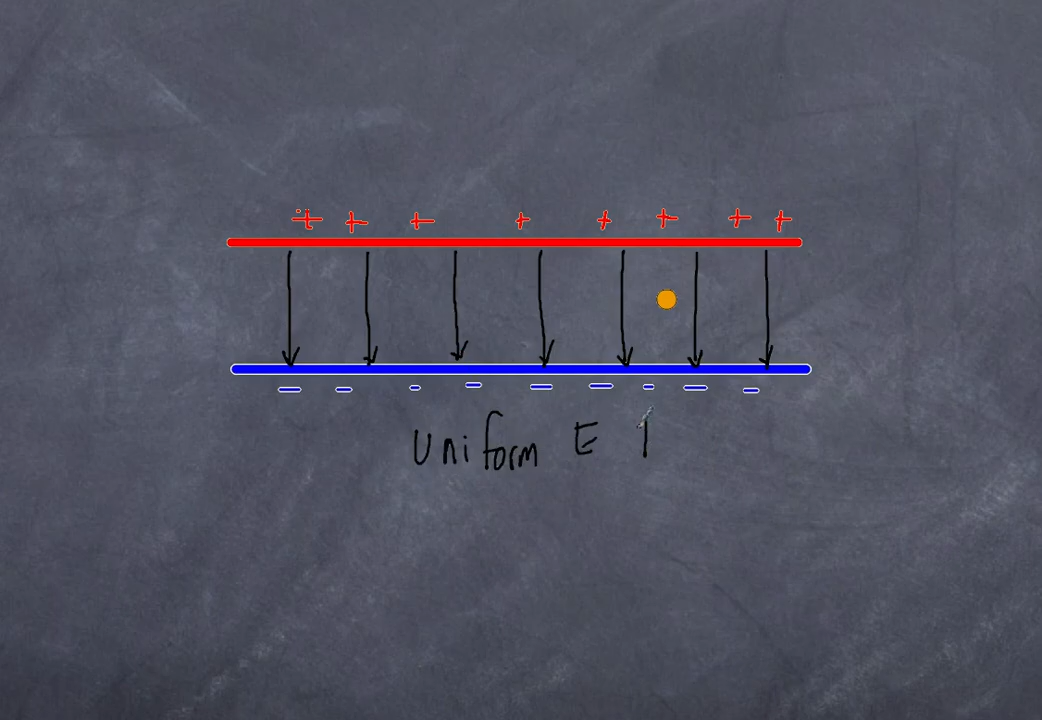 + + + + + + + +
- - - - - - - - -
Uniform E